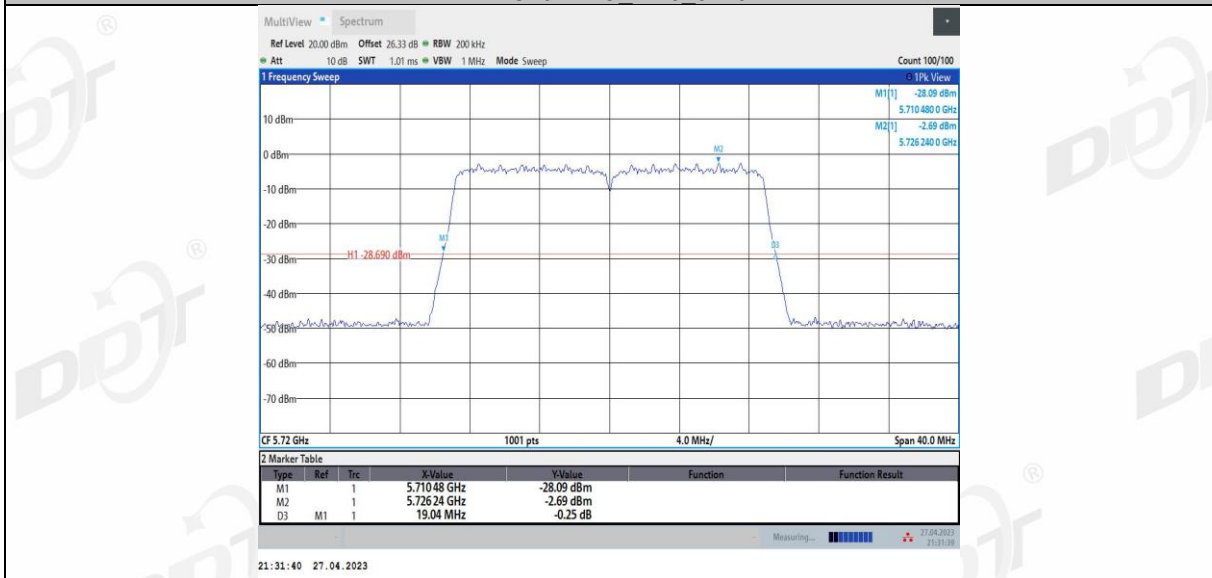 MultiView Spectrum
Ref Level 20.00 dBm Offset 26.33 dB RBW 200 kHz
Att 10 dB SWT 1.01 ms VBW 1 MHz Mode Sweep Count 100/100
1 Frequency Sweep 1Pk View
M1[1] -28.09 dBm
5.710 480 0 GHz
10 dBm
M2[1] -2.69 dBm
5.726 240 0 GHz
M2
0 dBm
-10 dBm
-20 dBm
M1
D3
H1 -28.690 dBm
-30 dBm
-40 dBm
-50 dBm
-60 dBm
-70 dBm
CF 5.72 GHz 1001 pts 4.0 MHz/ Span 40.0 MHz
2 Marker Table
Type Ref Trc X-Value Y-Value Function Function Result
M1 1 5.710 48 GHz -28.09 dBm
M2 1 5.726 24 GHz -2.69 dBm
D3 M1 1 19.04 MHz -0.25 dB
Measuring... 27.04.2023
21:31:39
21:31:40 27.04.2023
DDT
®